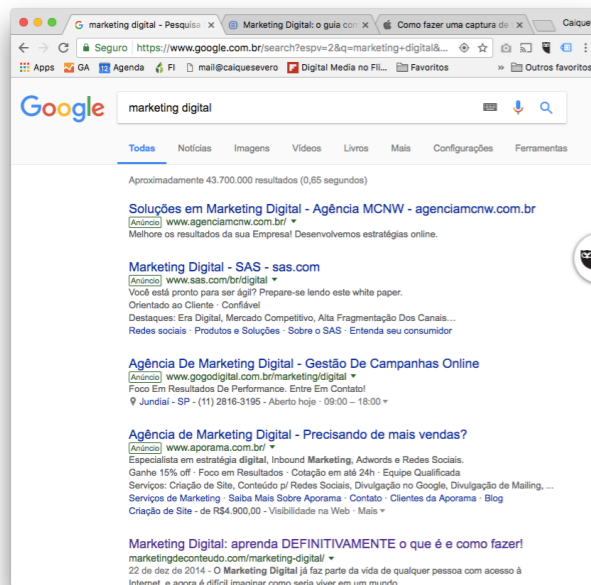 marketing digital - Pesquisa
Marketing Digital: o guia com
Como fazer uma captura de
Caique
Seguro https://www.google.com.br/search?espv=2&q=marketing+digital&...
Apps GA 12 Agenda FI mail@caiquesevero Digital Media no Fli... Favoritos » Outros favoritos
Google
marketing digital
Todas Notícias Imagens Vídeos Livros Mais Configurações Ferramentas
Aproximadamente 43.700.000 resultados (0,65 segundos)
Soluções em Marketing Digital - Agência MCNW - agenciamcnw.com.br
Anúncio www.agenciamcnw.com.br/
Melhore os resultados da sua Empresa! Desenvolvemos estratégias online.
Marketing Digital - SAS - sas.com
Anúncio www.sas.com/br/digital
Você está pronto para ser ágil? Prepare-se lendo este white paper.
Orientado ao Cliente · Confiável
Destaques: Era Digital, Mercado Competitivo, Alta Fragmentação Dos Canais…
Redes sociais · Produtos e Soluções · Sobre o SAS · Entenda seu consumidor
Agência De Marketing Digital - Gestão De Campanhas Online
Anúncio www.gogodigital.com.br/marketing/digital
Foco Em Resultados De Performance. Entre Em Contato!
Jundiaí - SP - (11) 2816-3195 - Aberto hoje · 09:00 – 18:00
Agência de Marketing Digital - Precisando de mais vendas?
Anúncio www.aporama.com.br/
Especialista em estratégia digital, Inbound Marketing, Adwords e Redes Sociais.
Ganhe 15% off · Foco em Resultados · Cotação em até 24h · Equipe Qualificada
Serviços: Criação de Site, Conteúdo p/ Redes Sociais, Divulgação no Google, Divulgação de Mailing, ...
Serviços de Marketing · Saiba Mais Sobre Aporama · Contato · Clientes da Aporama · Blog
Criação de Site - de R$4.900,00 - Visibilidade na Web · Mais
Marketing Digital: aprenda DEFINITIVAMENTE o que é e como fazer!
marketingdeconteudo.com/marketing-digital/
22 de dez de 2014 - O Marketing Digital já faz parte da vida de qualquer pessoa com acesso à
Internet, e agora é difícil imaginar como seria viver em um mundo